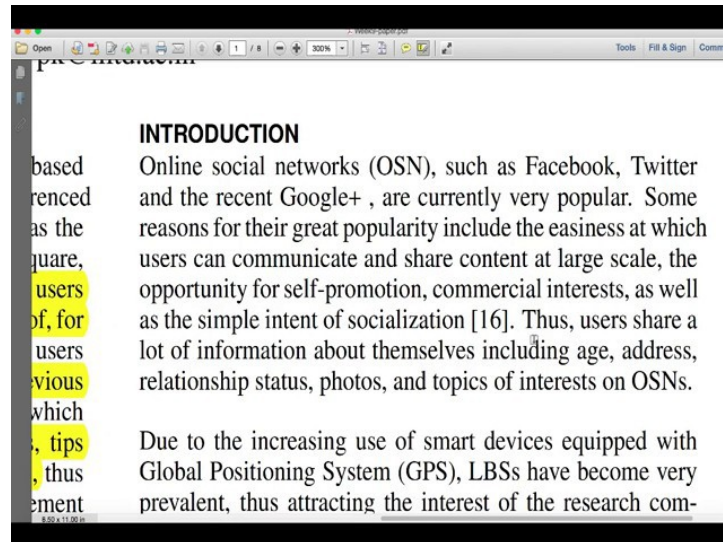 Weekly-paper.pdf
Open 1 / 8 300% Tools Fill & Sign Comm
INTRODUCTION
Online social networks (OSN), such as Facebook, Twitter
and the recent Google+ , are currently very popular. Some
reasons for their great popularity include the easiness at which
users can communicate and share content at large scale, the
opportunity for self-promotion, commercial interests, as well
as the simple intent of socialization [16]. Thus, users share a
lot of information about themselves including age, address,
relationship status, photos, and topics of interests on OSNs.
Due to the increasing use of smart devices equipped with
Global Positioning System (GPS), LBSs have become very
prevalent, thus attracting the interest of the research com-
based
renced
as the
quare,
users
of, for
users
evious
which
s, tips
, thus
ement
8.50 x 11.00 in